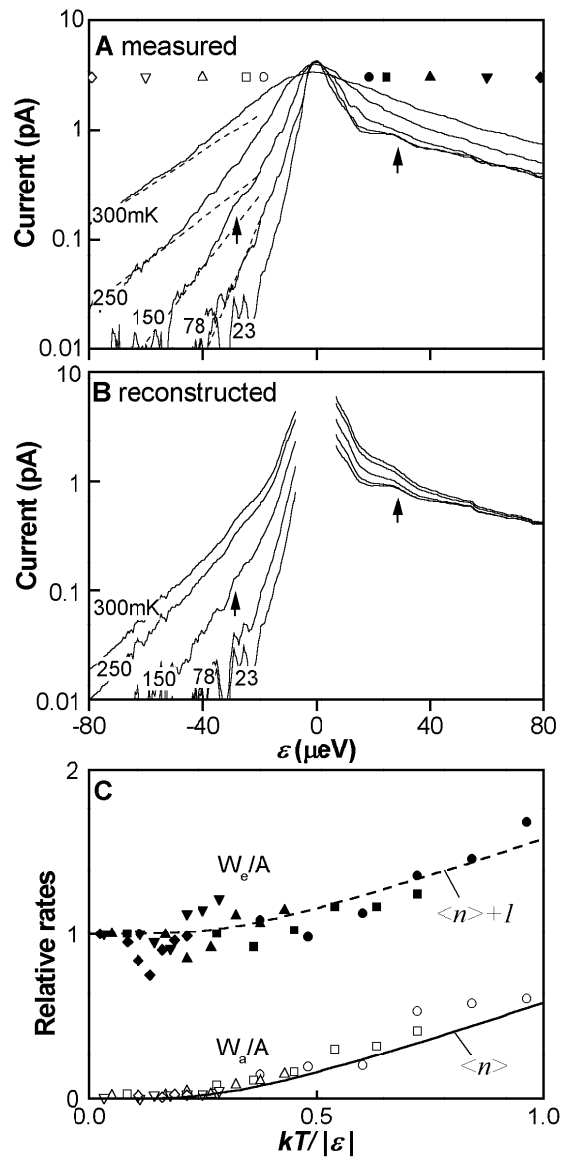 10
A measured
1
Current (pA)
0.1
300mK
250
150
78
23
0.01
10
B reconstructed
1
Current (pA)
0.1
300mK
250
150
78
23
0.01
-80
-40
0
40
80
ε (µeV)
2
C
We/A
1
<n>+1
Relative rates
Wa/A
<n>
0
0.0
0.5
1.0
kT/|ε|